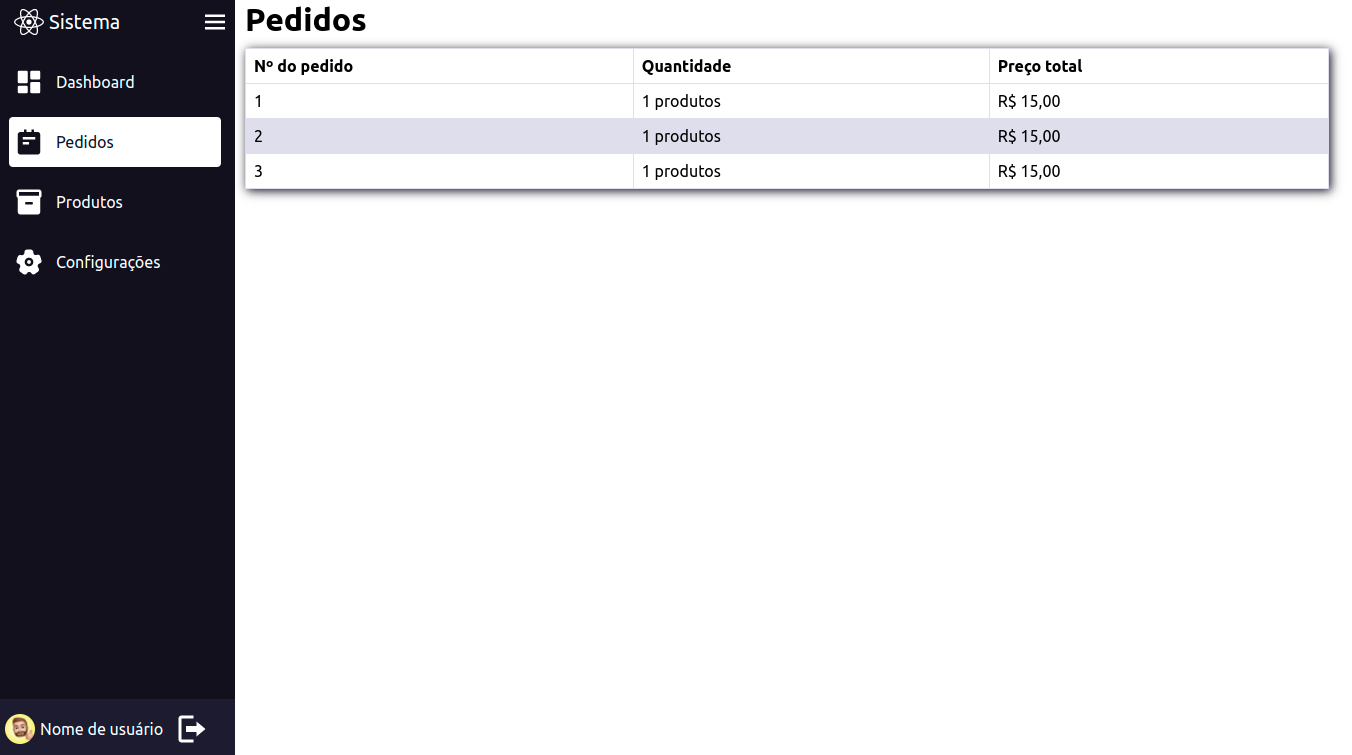 Sistema
Dashboard
Pedidos
Produtos
Configurações
Nome de usuário
Pedidos
Nº do pedido Quantidade Preço total
1 1 produtos R$ 15,00
2 1 produtos R$ 15,00
3 1 produtos R$ 15,00